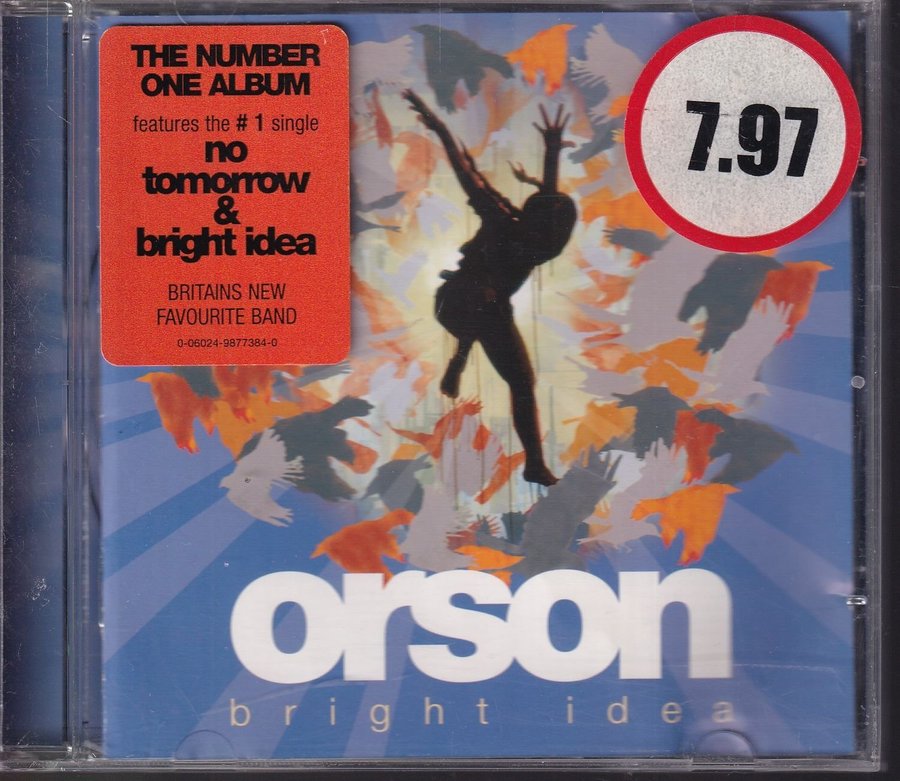 THE NUMBER
ONE ALBUM
features the # 1 single
no
tomorrow
&
bright idea
BRITAINS NEW
FAVOURITE BAND
0-06024-9877384-0
7.97
orson
bright idea